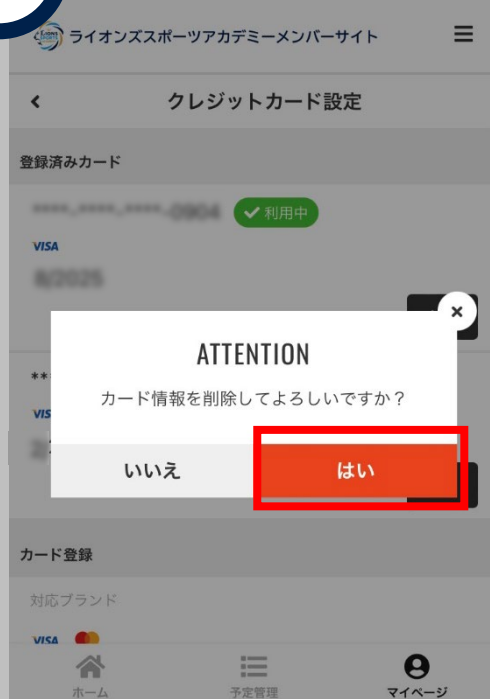 ライオンズスポーツアカデミーメンバーサイト
クレジットカード設定
登録済みカード
利用中
VISA
ATTENTION
カード情報を削除してよろしいですか?
いいえ
はい
カード登録
対応ブランド
VISA
ホーム
予定管理
マイページ